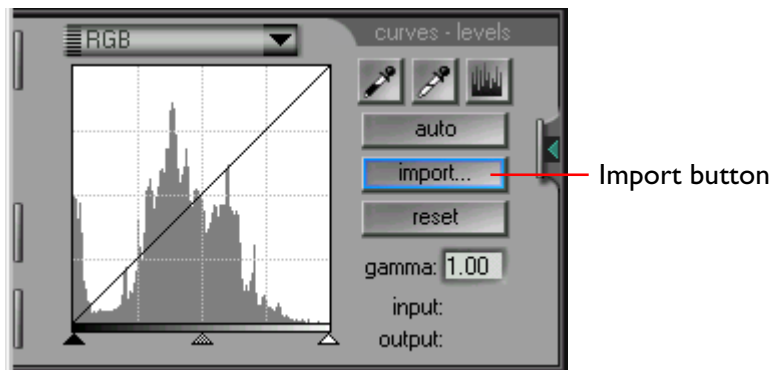 RGB
curves - levels
auto
import...
Import button
reset
gamma: 1.00
input:
output: